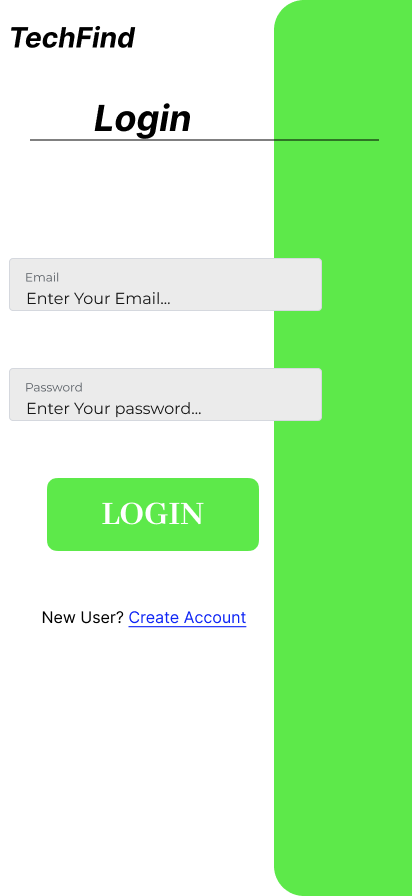 TechFind
Login
Email
Enter Your Email...
Password
Enter Your password...
LOGIN
New User? Create Account